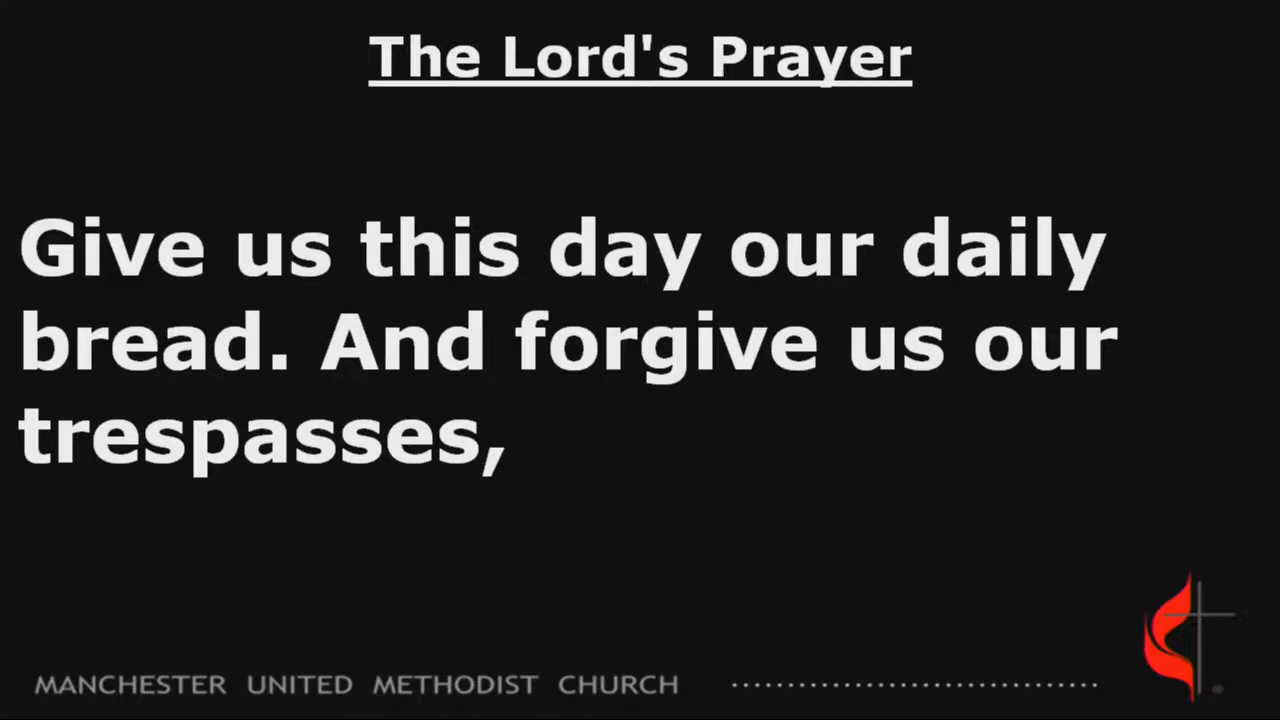 The Lord's Prayer
Give us this day our daily
bread. And forgive us our
trespasses,
MANCHESTER UNITED METHODIST CHURCH